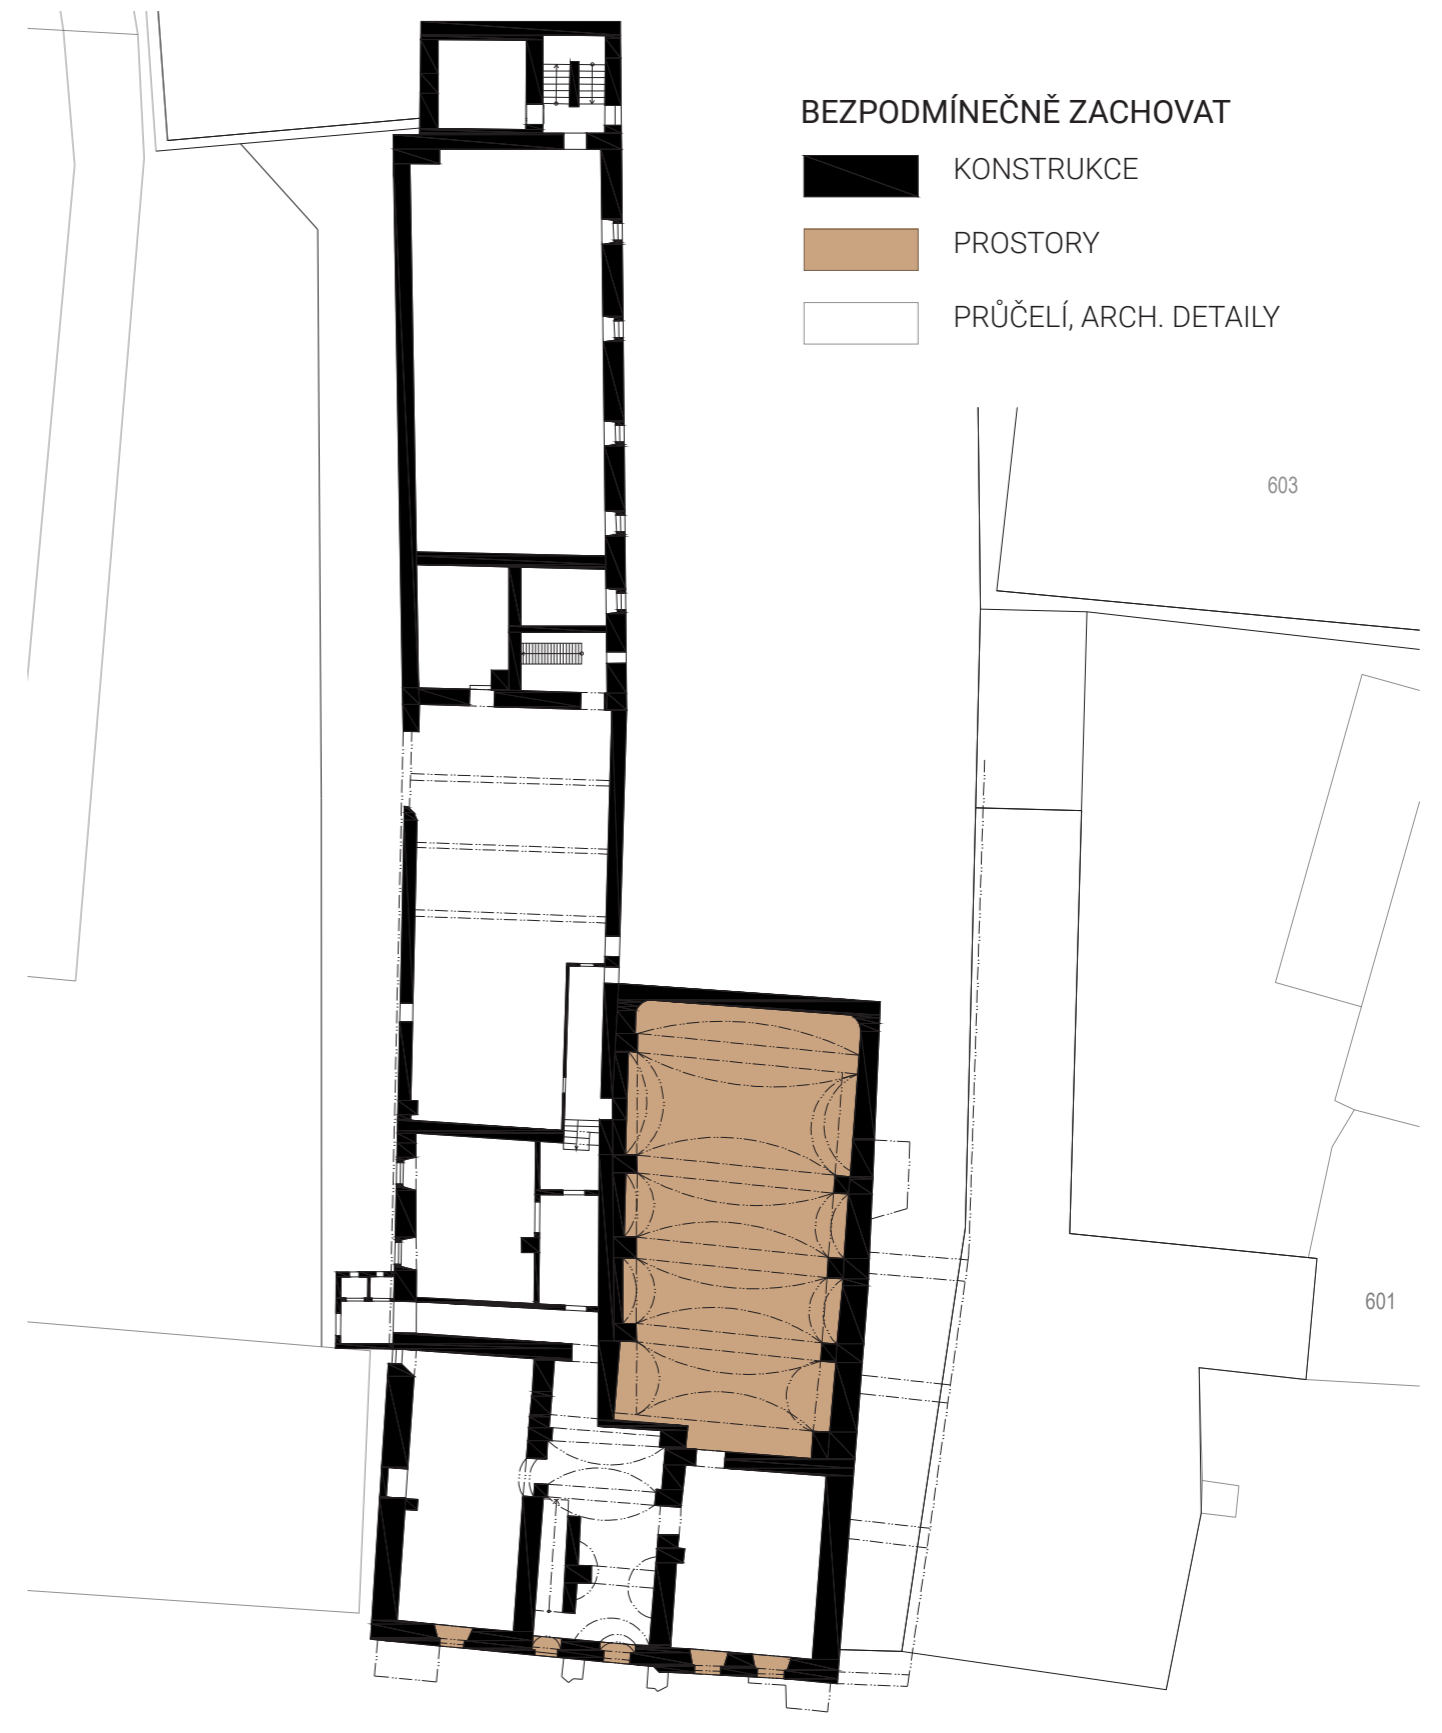 BEZPODMÍNEČNĚ ZACHOVAT
KONSTRUKCE
PROSTORY
PRŮČELÍ, ARCH. DETAILY
603
601